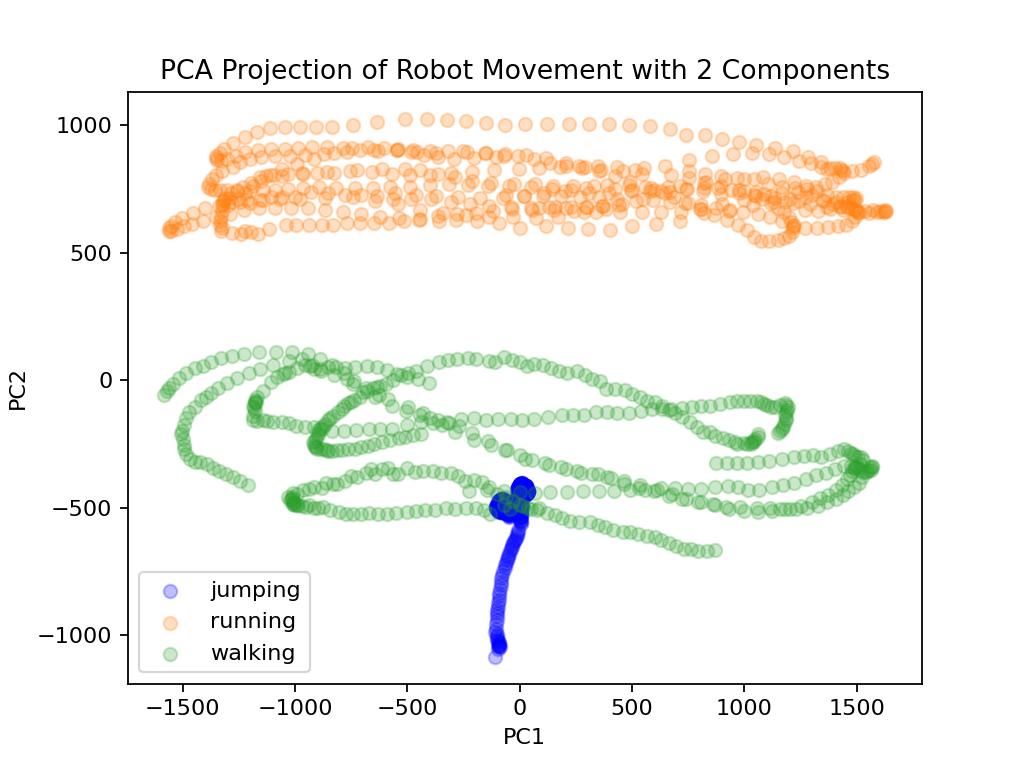 PCA Projection of Robot Movement with 2 Components
1000
500
0
−500
−1000
PC2
jumping
running
walking
−1500
−1000
−500
0
500
1000
1500
PC1